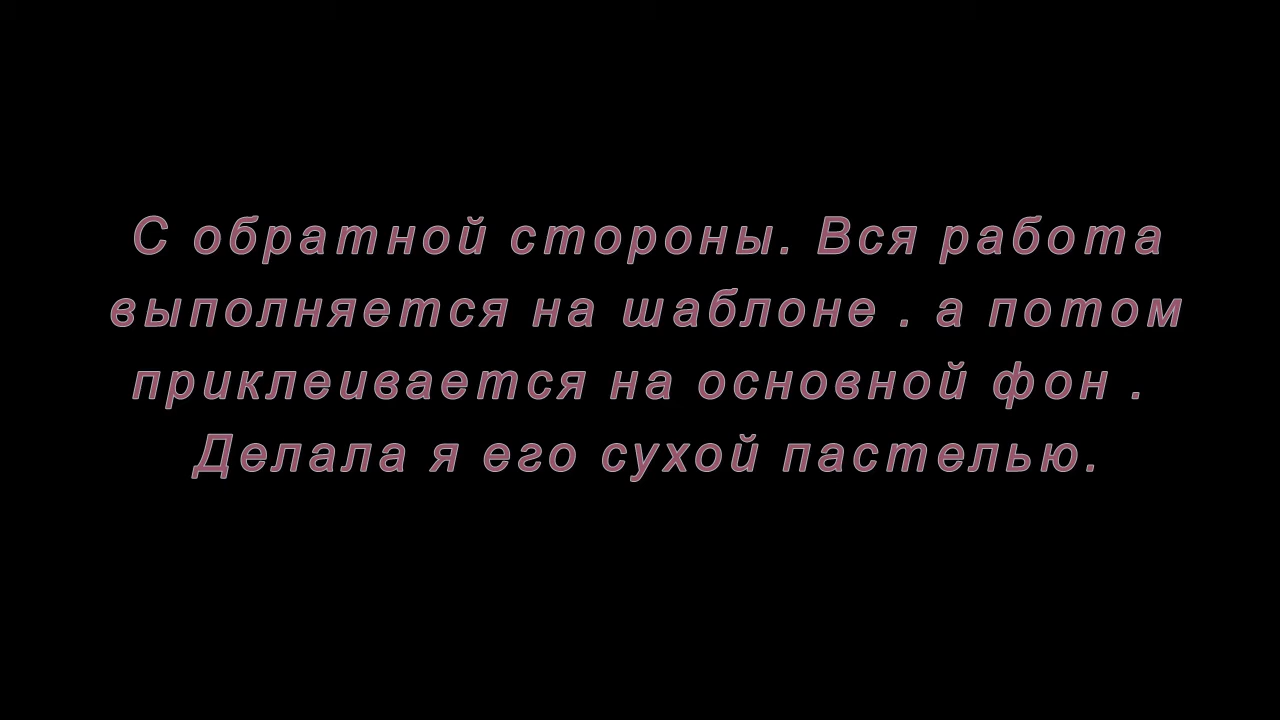 С обратной стороны. Вся работа
выполняется на шаблоне . а потом
приклеивается на основной фон .
Делала я его сухой пастелью.